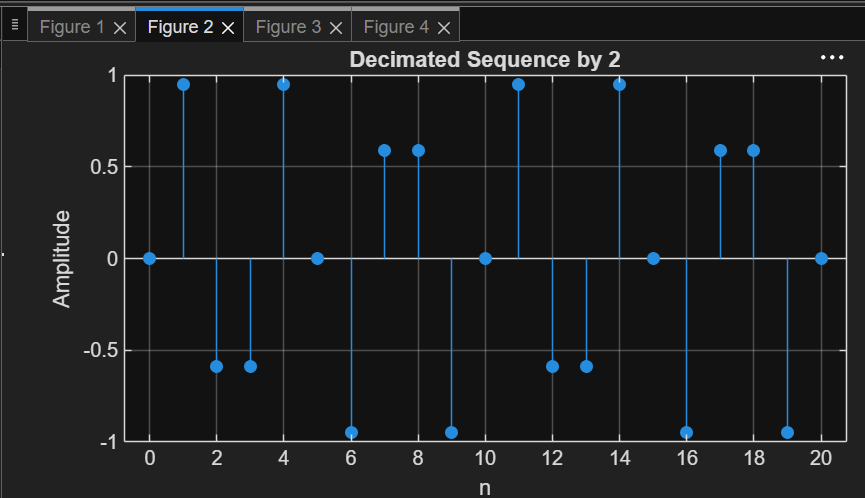 Figure 1 Figure 2 Figure 3 Figure 4
Decimated Sequence by 2
1
0.5
0
-0.5
-1
Amplitude
0 2 4 6 8 10 12 14 16 18 20
n